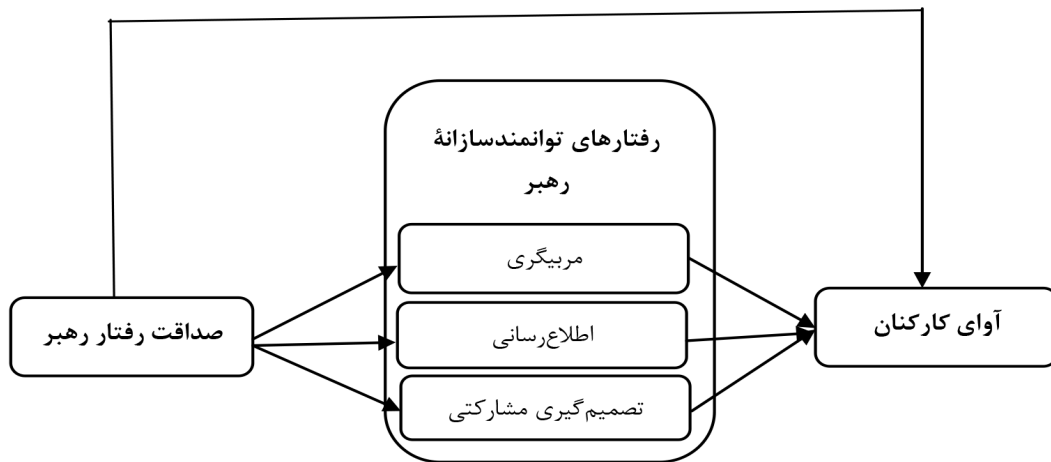 رفتارهای توانمندسازانهٔ
رهبر
مربیگری
صداقت رفتار رهبر
اطلاع‌رسانی
آوای کارکنان
تصمیم‌گیری مشارکتی